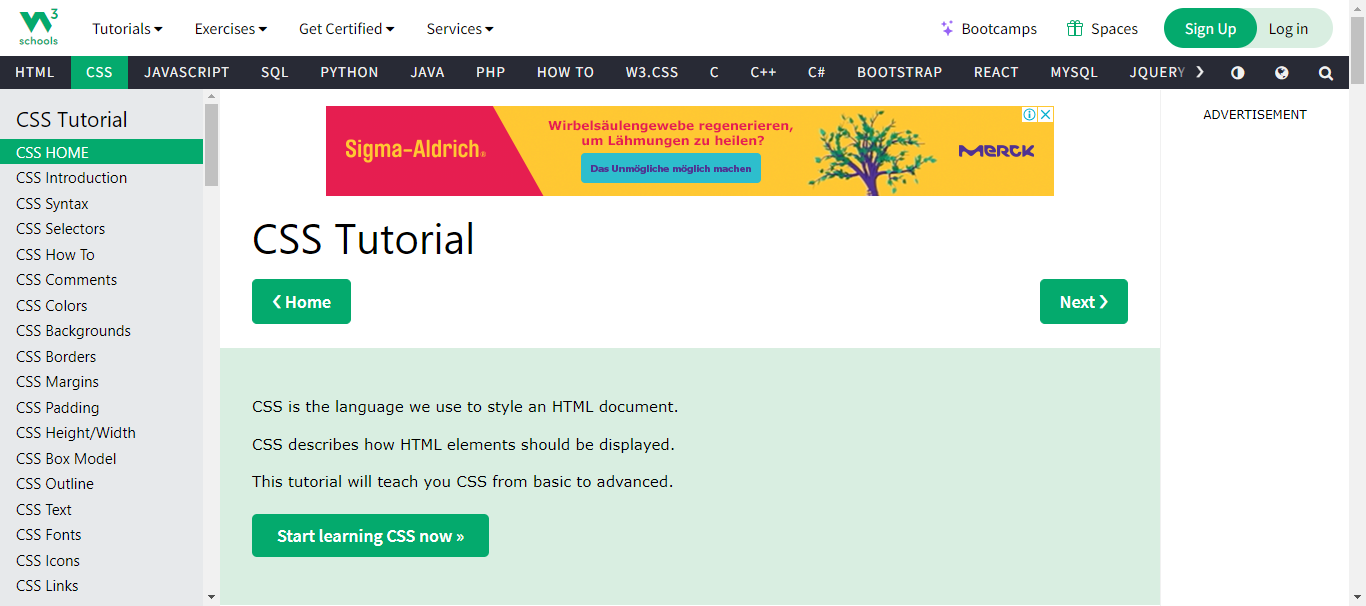 W3 schools
Tutorials Exercises Get Certified Services Bootcamps Spaces Sign Up Log in
HTML CSS JAVASCRIPT SQL PYTHON JAVA PHP HOW TO W3.CSS C C++ C# BOOTSTRAP REACT MYSQL JQUERY
CSS Tutorial
CSS HOME
CSS Introduction
CSS Syntax
CSS Selectors
CSS How To
CSS Comments
CSS Colors
CSS Backgrounds
CSS Borders
CSS Margins
CSS Padding
CSS Height/Width
CSS Box Model
CSS Outline
CSS Text
CSS Fonts
CSS Icons
CSS Links
Sigma-Aldrich®
Wirbelsäulengewebe regenerieren,
um Lähmungen zu heilen?
Das Unmögliche möglich machen
MERCK
CSS Tutorial
❮ Home Next ❯
CSS is the language we use to style an HTML document.
CSS describes how HTML elements should be displayed.
This tutorial will teach you CSS from basic to advanced.
Start learning CSS now »
ADVERTISEMENT